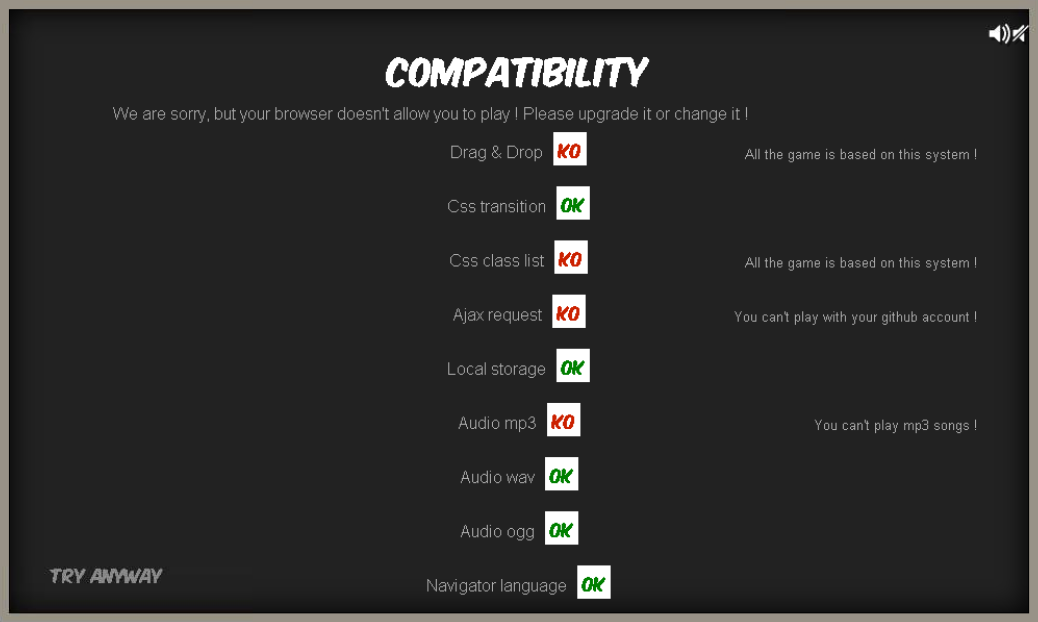 COMPATIBILITY
We are sorry, but your browser doesn't allow you to play ! Please upgrade it or change it !
Drag & Drop KO All the game is based on this system !
Css transition OK
Css class list KO All the game is based on this system !
Ajax request KO You can't play with your github account !
Local storage OK
Audio mp3 KO You can't play mp3 songs !
Audio wav OK
Audio ogg OK
TRY ANYWAY
Navigator language OK